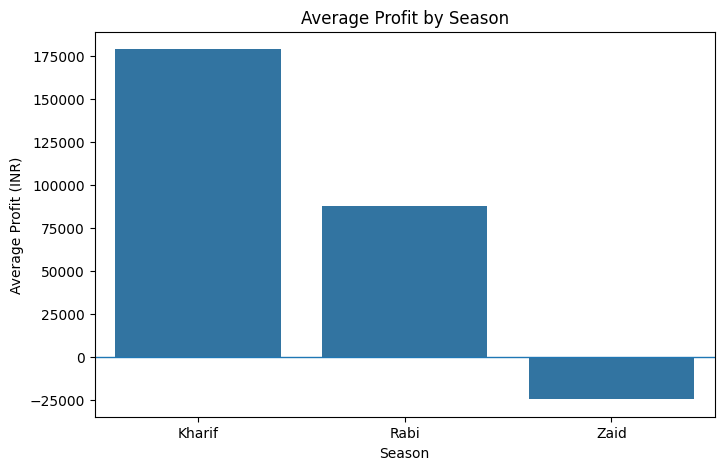 Average Profit by Season
Average Profit (INR)
175000
150000
125000
100000
75000
50000
25000
0
−25000
Kharif
Rabi
Zaid
Season